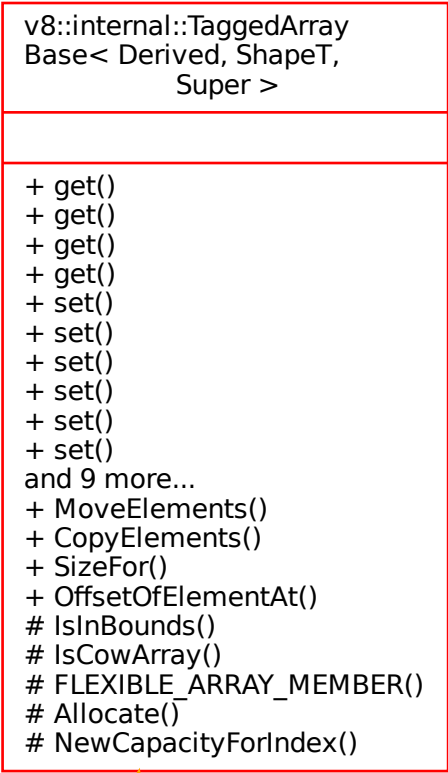 v8::internal::TaggedArray
Base< Derived, ShapeT,
Super >
+ get()
+ get()
+ get()
+ get()
+ set()
+ set()
+ set()
+ set()
+ set()
+ set()
and 9 more...
+ MoveElements()
+ CopyElements()
+ SizeFor()
+ OffsetOfElementAt()
# IsInBounds()
# IsCowArray()
# FLEXIBLE_ARRAY_MEMBER()
# Allocate()
# NewCapacityForIndex()